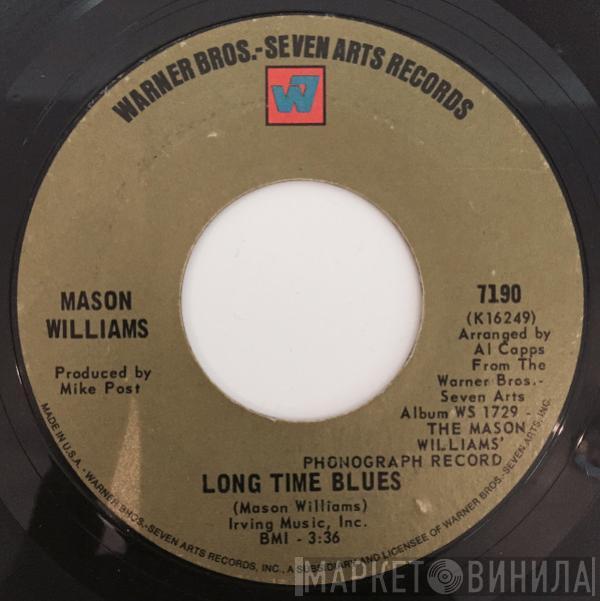 WARNER BROS.-SEVEN ARTS RECORDS
W7
MASON
WILLIAMS
Produced by
Mike Post
7190
(K16249)
Arranged by
Al Capps
From The
Warner Bros.-
Seven Arts
Album WS 1729 -
THE MASON
WILLIAMS'
PHONOGRAPH RECORD
LONG TIME BLUES
(Mason Williams)
Irving Music, Inc.
BMI - 3:36
MADE IN U.S.A. - WARNER BROS.-SEVEN ARTS RECORDS, INC., A SUBSIDIARY AND LICENSEE OF WARNER BROS.-SEVEN ARTS, INC.
МАРКЕТ ВИНИЛА